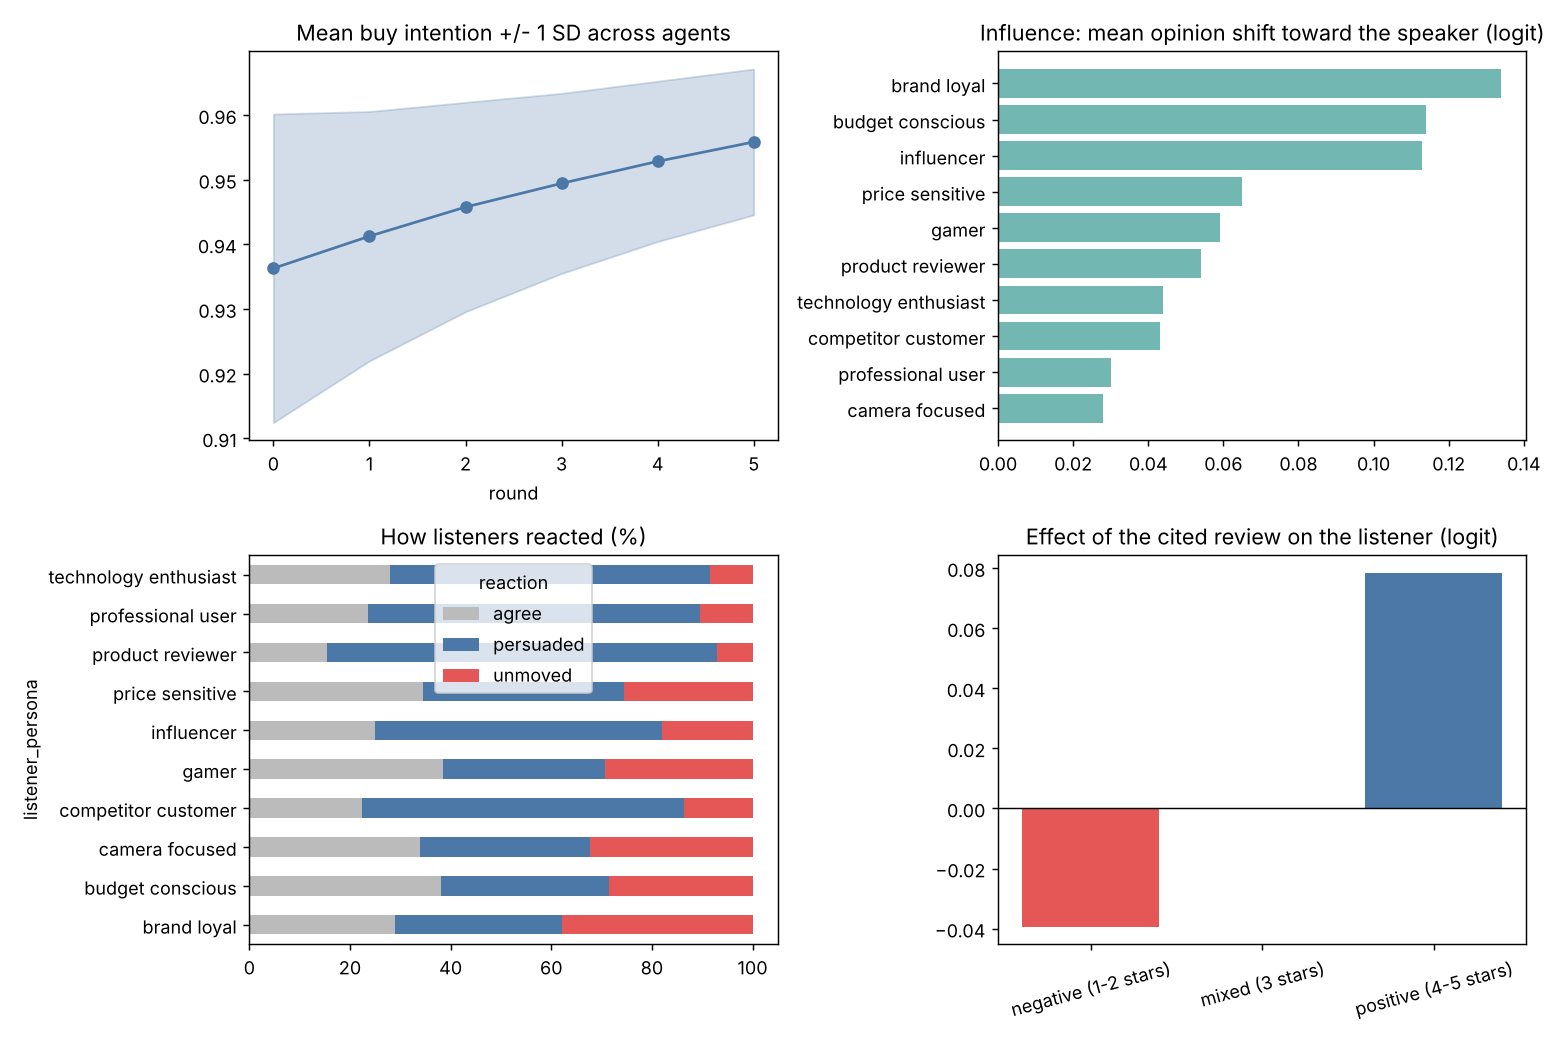 Mean buy intention +/- 1 SD across agents
0.96
0.95
0.94
0.93
0.92
0.91
0 1 2 3 4 5
round
Influence: mean opinion shift toward the speaker (logit)
brand loyal
budget conscious
influencer
price sensitive
gamer
product reviewer
technology enthusiast
competitor customer
professional user
camera focused
0.00 0.02 0.04 0.06 0.08 0.10 0.12 0.14
How listeners reacted (%)
listener_persona
technology enthusiast
professional user
product reviewer
price sensitive
influencer
gamer
competitor customer
camera focused
budget conscious
brand loyal
reaction
agree
persuaded
unmoved
0 20 40 60 80 100
Effect of the cited review on the listener (logit)
0.08
0.06
0.04
0.02
0.00
−0.02
−0.04
negative (1-2 stars)
mixed (3 stars)
positive (4-5 stars)